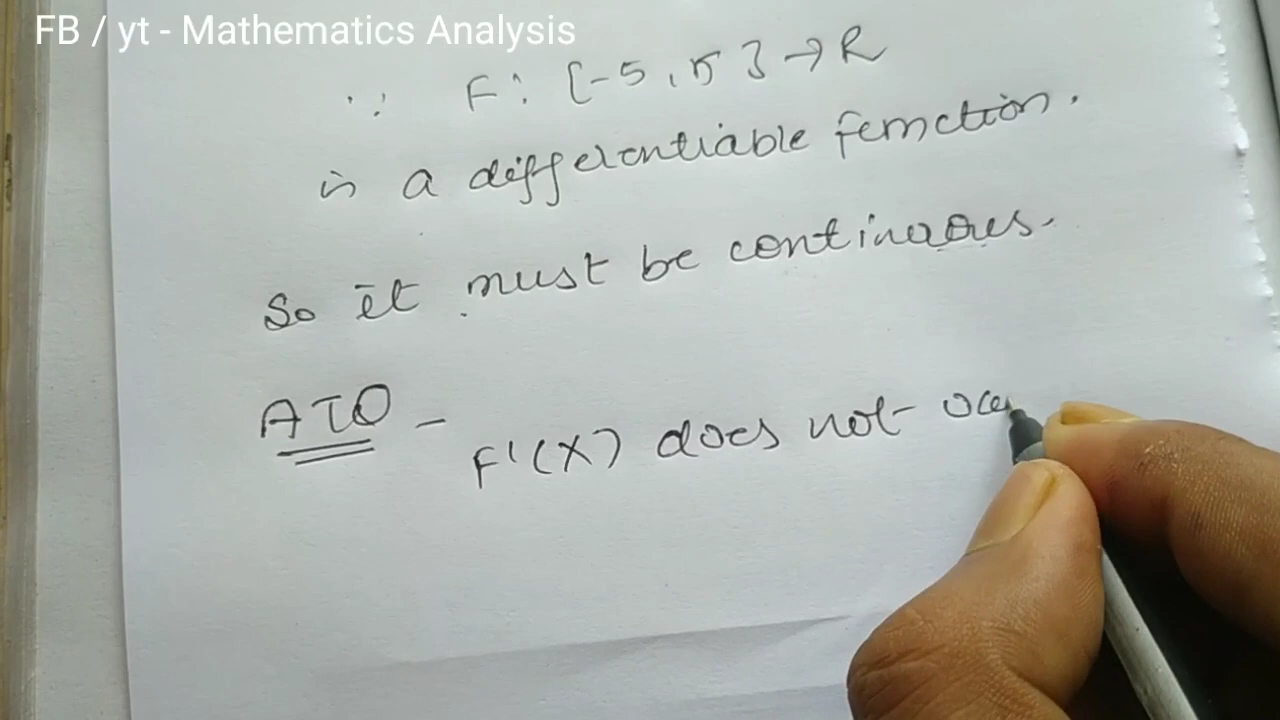 FB / yt - Mathematics Analysis
∵ F: [-5, 5] → R
is a differentiable function.
So it must be continuous.
ATQ - F'(x) does not